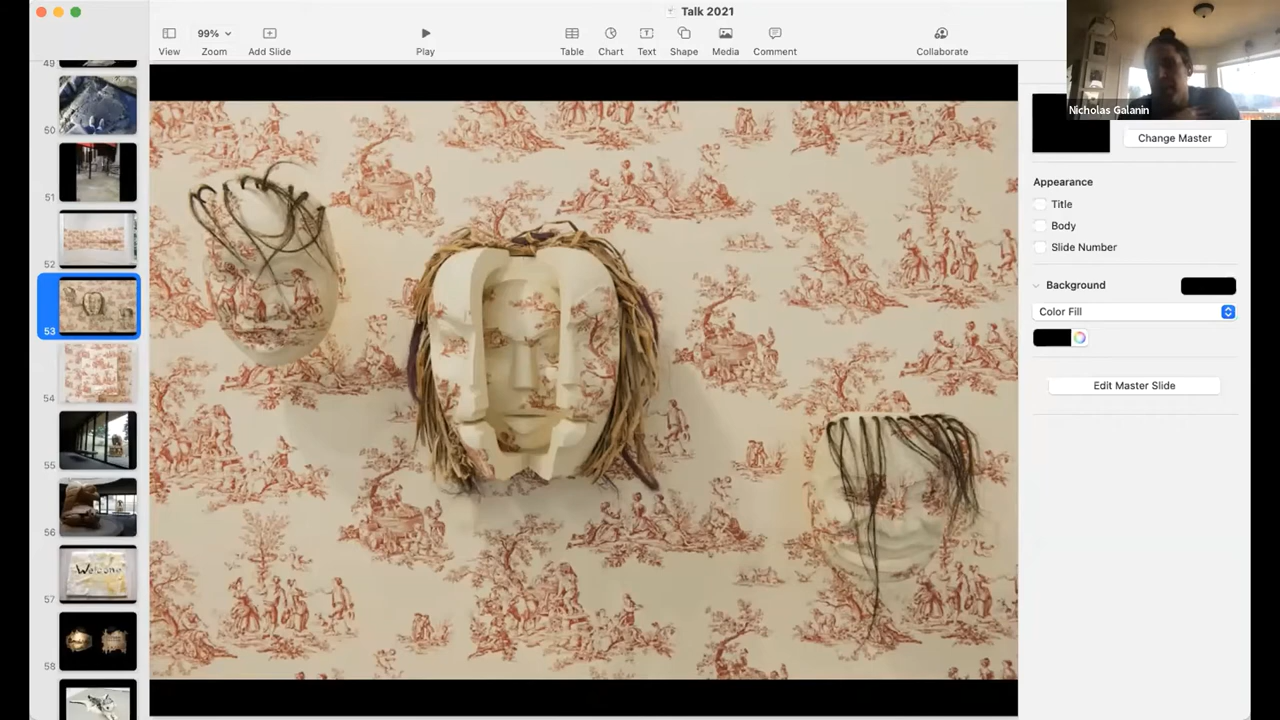 Talk 2021
99%
View
Zoom
Add Slide
Play
Table
Chart
Text
Shape
Media
Comment
Collaborate
Nicholas Galanin
Change Master
Appearance
Title
Body
Slide Number
Background
Color Fill
Edit Master Slide
49
50
51
52
53
54
55
56
57
Welcome
58